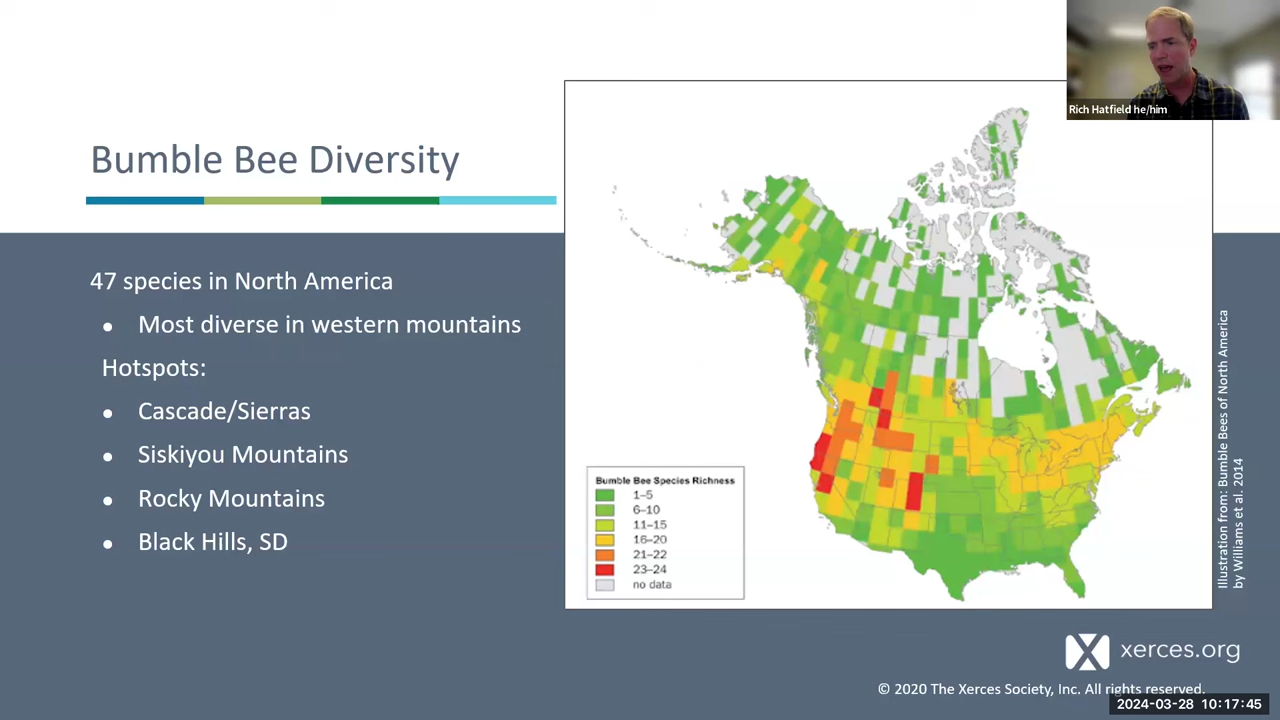 Rich Hatfield he/him
Bumble Bee Diversity
47 species in North America
• Most diverse in western mountains
Hotspots:
• Cascade/Sierras
• Siskiyou Mountains
• Rocky Mountains
• Black Hills, SD
Bumble Bee Species Richness
1–5
6–10
11–15
16–20
21–22
23–24
no data
Illustration from: Bumble Bees of North America
by Williams et al. 2014
xerces.org
© 2020 The Xerces Society, Inc. All rights reserved.
2024-03-28 10:17:45